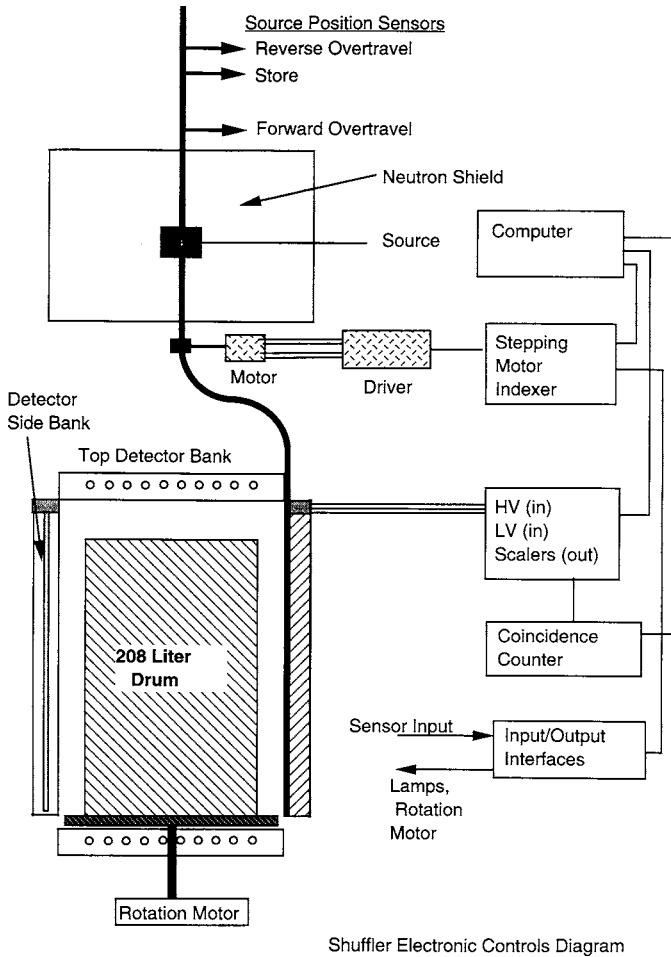 Source Position Sensors
Reverse Overtravel
Store
Forward Overtravel
Neutron Shield
Source
Computer
Stepping
Motor
Indexer
Motor
Driver
Detector
Side Bank
Top Detector Bank
HV (in)
LV (in)
Scalers (out)
208 Liter
Drum
Coincidence
Counter
Sensor Input
Input/Output
Interfaces
Lamps,
Rotation
Motor
Rotation Motor
Shuffler Electronic Controls Diagram